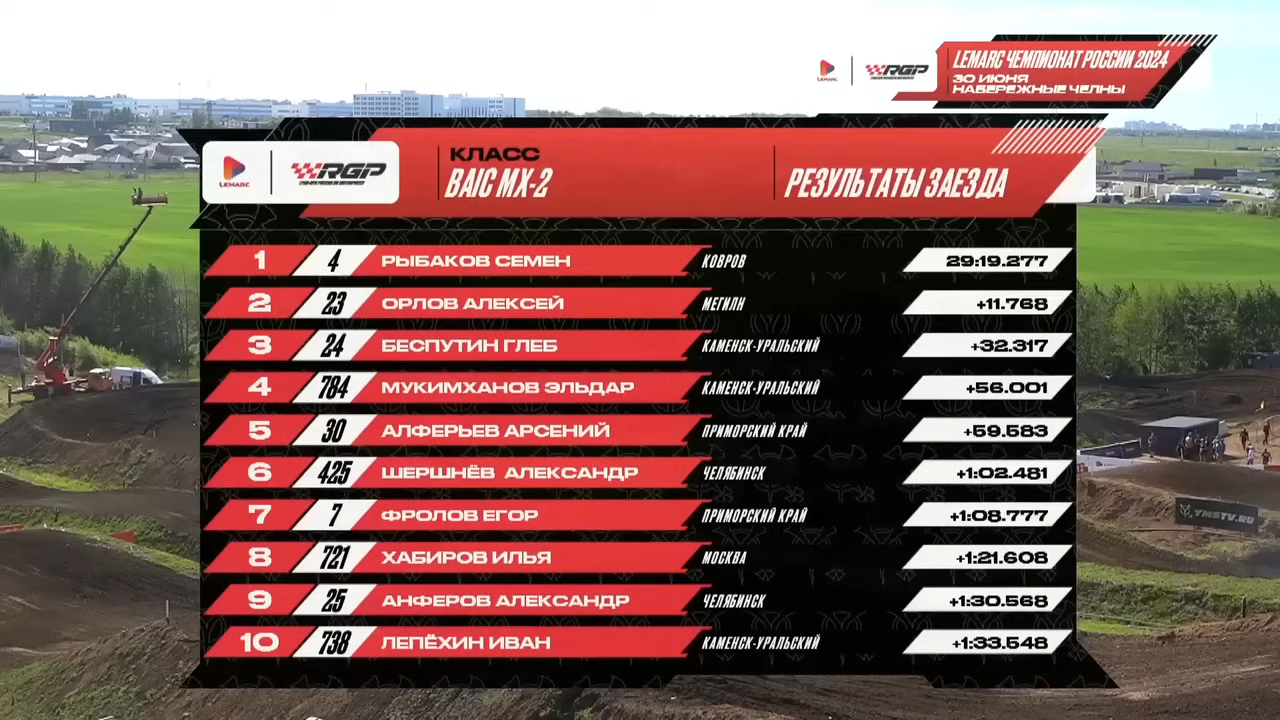 LEMARC
RGP
LEMARC ЧЕМПИОНАТ РОССИИ 2024
30 ИЮНЯ
НАБЕРЕЖНЫЕ ЧЕЛНЫ
LEMARC
RGP
КЛАСС
BAIC MX-2
РЕЗУЛЬТАТЫ ЗАЕЗДА
1 4 РЫБАКОВ СЕМЕН КОВРОВ 29:19.277
2 23 ОРЛОВ АЛЕКСЕЙ МЕГИЛН +11.768
3 24 БЕСПУТИН ГЛЕБ КАМЕНСК-УРАЛЬСКИЙ +32.317
4 784 МУКИМХАНОВ ЭЛЬДАР КАМЕНСК-УРАЛЬСКИЙ +56.001
5 30 АЛФЕРЬЕВ АРСЕНИЙ ПРИМОРСКИЙ КРАЙ +59.583
6 425 ШЕРШНЁВ АЛЕКСАНДР ЧЕЛЯБИНСК +1:02.481
7 7 ФРОЛОВ ЕГОР ПРИМОРСКИЙ КРАЙ +1:08.777
8 721 ХАБИРОВ ИЛЬЯ МОСКВА +1:21.608
9 25 АНФЕРОВ АЛЕКСАНДР ЧЕЛЯБИНСК +1:30.568
10 738 ЛЕПЁХИН ИВАН КАМЕНСК-УРАЛЬСКИЙ +1:33.548
YMSTV.RU